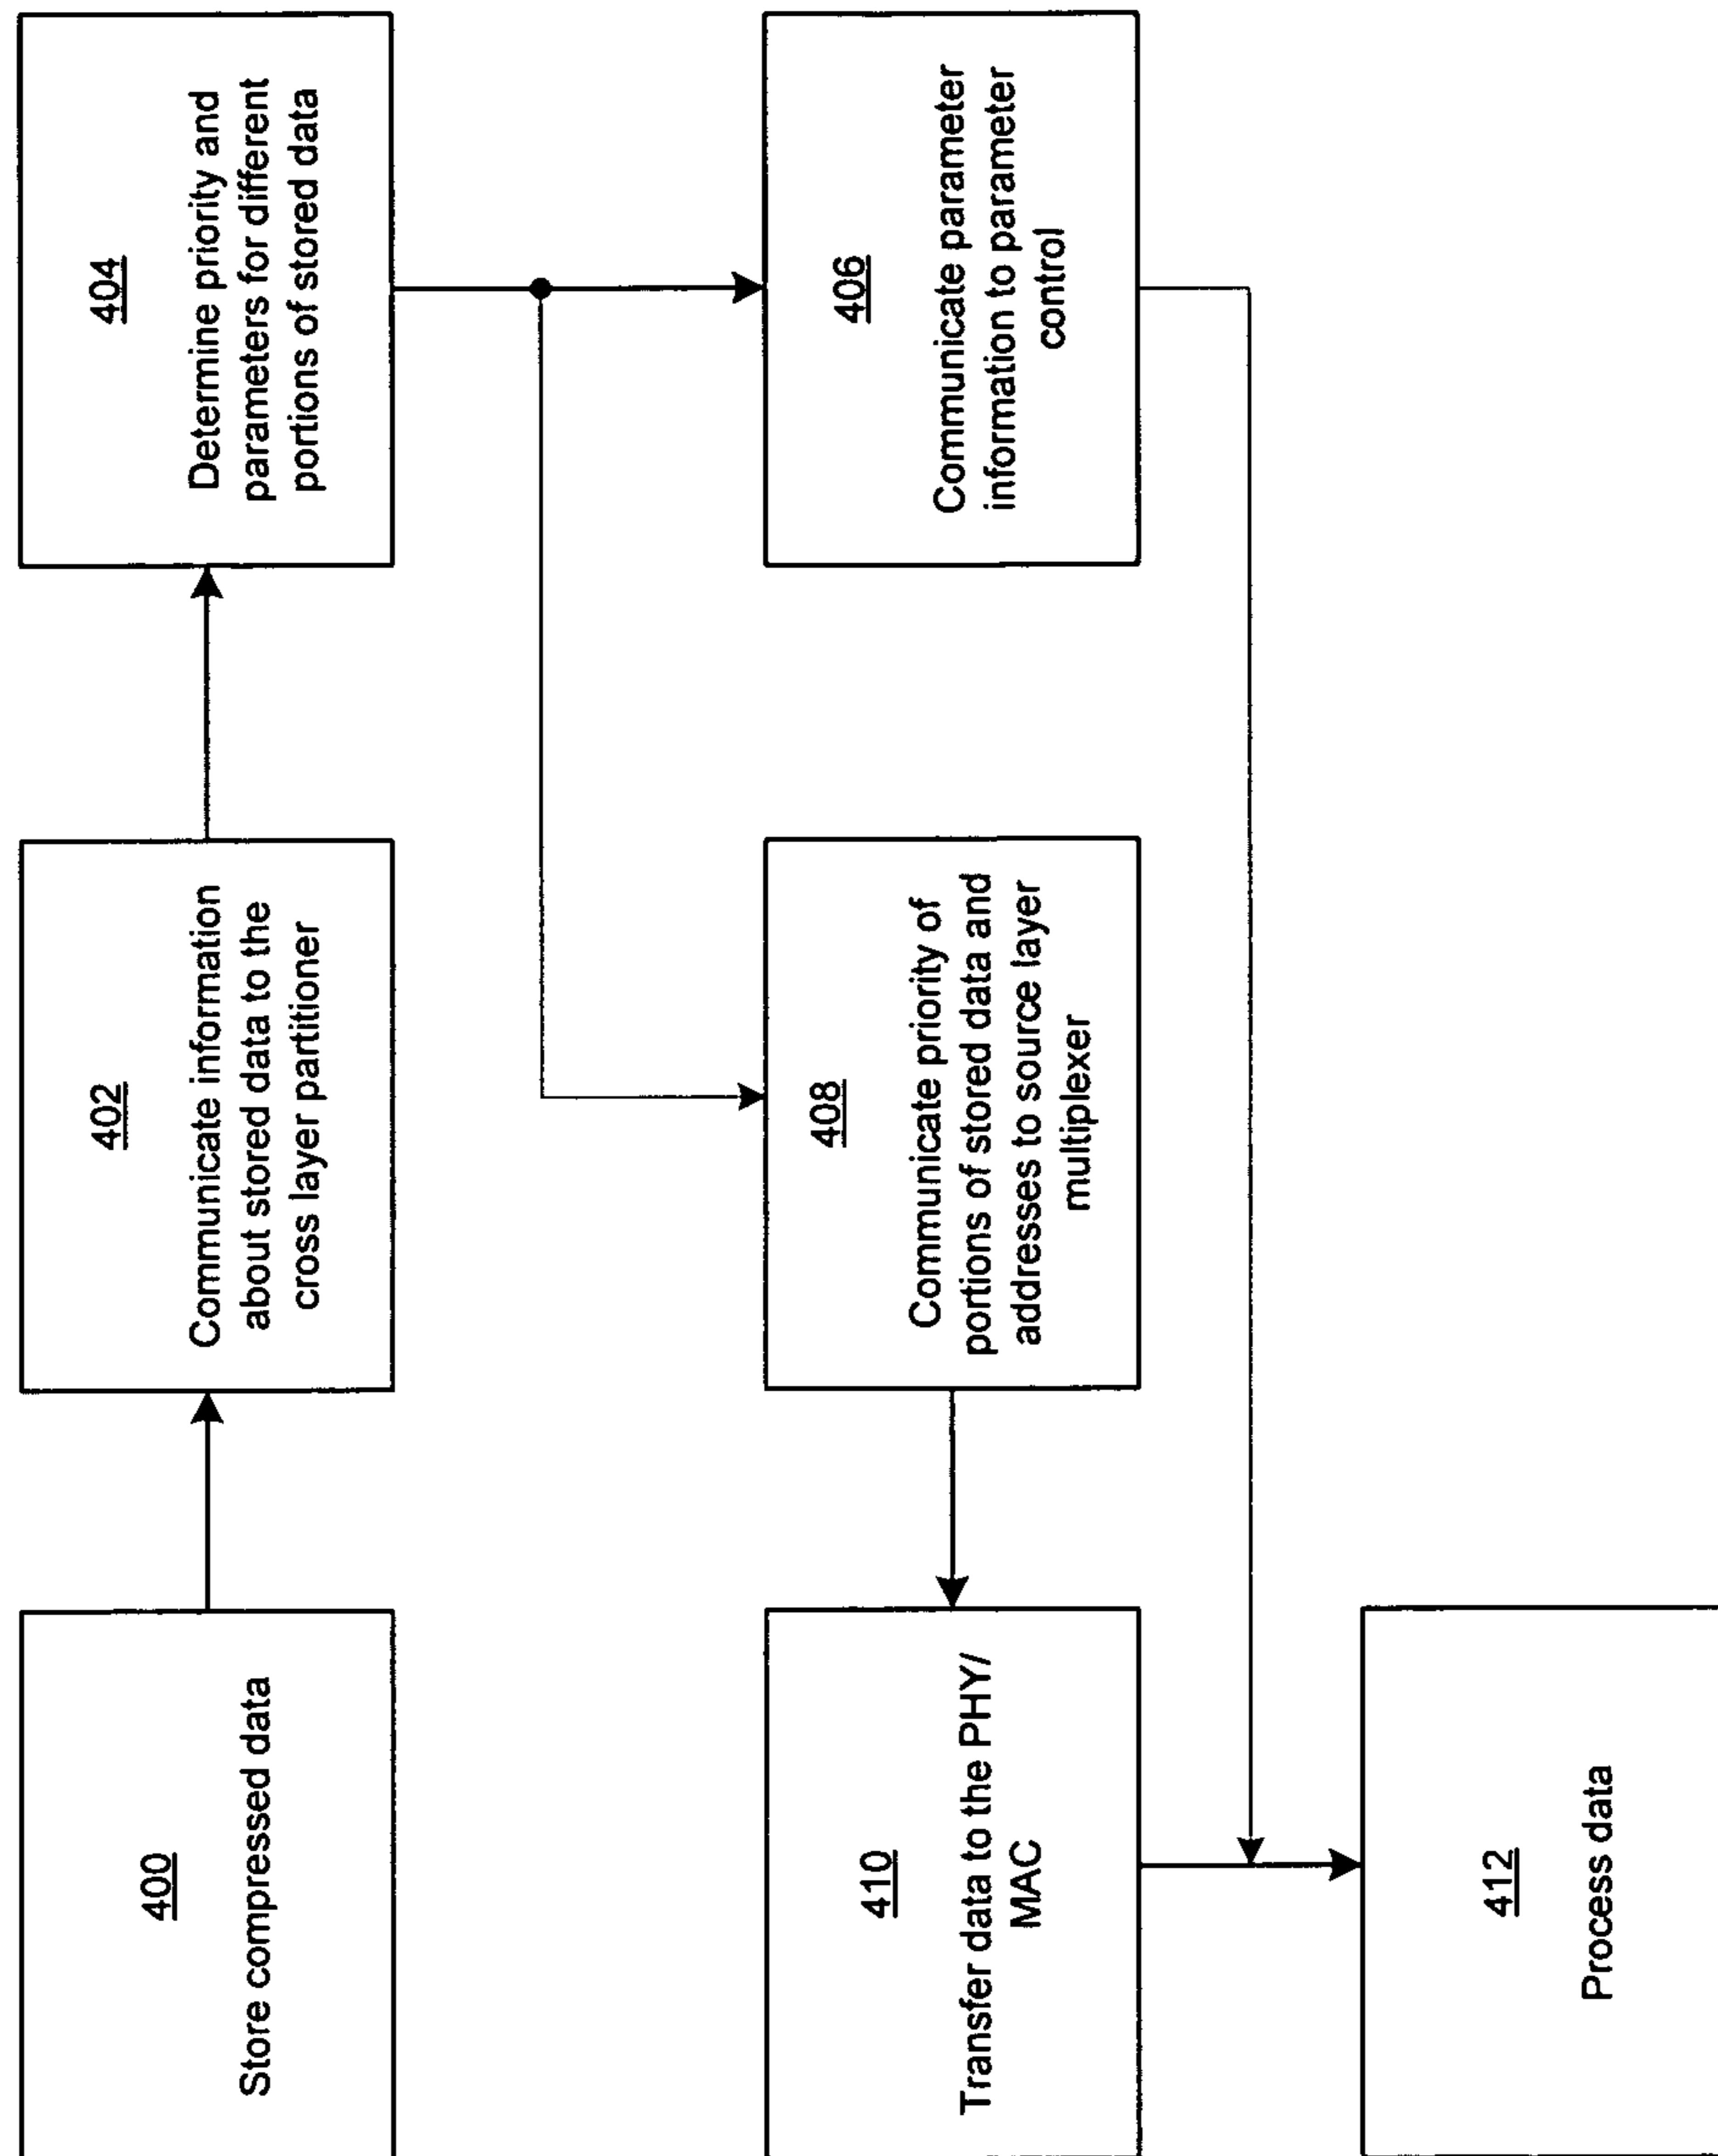 400
Store compressed data
402
Communicate information
about stored data to the
cross layer partitioner
404
Determine priority and
parameters for different
portions of stored data
410
Transfer data to the PHY/
MAC
408
Communicate priority of
portions of stored data and
addresses to source layer
multiplexer
406
Communicate parameter
information to parameter
control
412
Process data